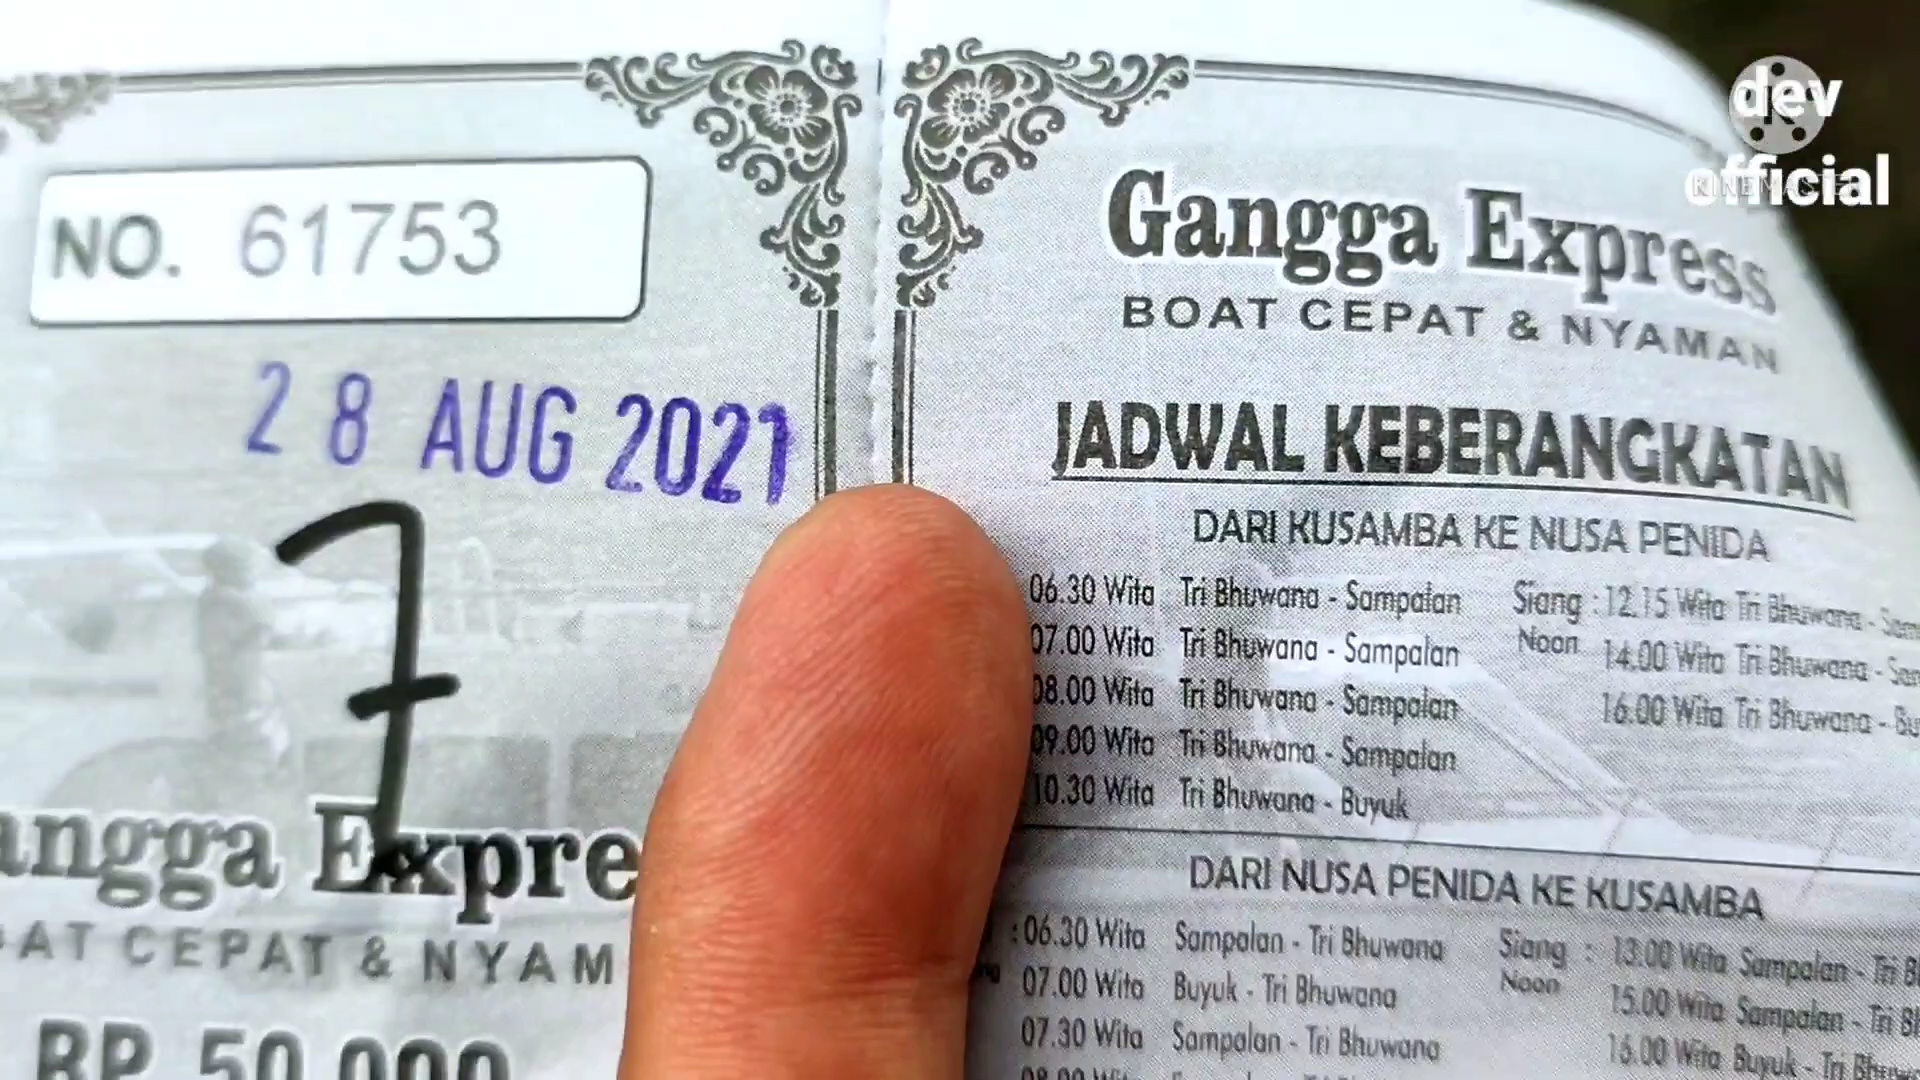 dev
official
KINEMASTER
NO. 61753
28 AUG 2021
7
angga Expre
AT CEPAT & NYAM
RP 50.000
Gangga Express
BOAT CEPAT & NYAMAN
JADWAL KEBERANGKATAN
DARI KUSAMBA KE NUSA PENIDA
06.30 Wita Tri Bhuwana - Sampalan
07.00 Wita Tri Bhuwana - Sampalan
08.00 Wita Tri Bhuwana - Sampalan
09.00 Wita Tri Bhuwana - Sampalan
10.30 Wita Tri Bhuwana - Buyuk
Siang : 12.15 Wita Tri Bhuwana - Sam
Noon 14.00 Wita Tri Bhuwana - Sam
16.00 Wita Tri Bhuwana - Bu
DARI NUSA PENIDA KE KUSAMBA
: 06.30 Wita Sampalan - Tri Bhuwana
07.00 Wita Buyuk - Tri Bhuwana
07.30 Wita Sampalan - Tri Bhuwana
Siang : 13.00 Wita Sampalan - Tri B
Noon 15.00 Wita Sampalan - Tri B
16.00 Wita Buyuk - Tri Bhuw